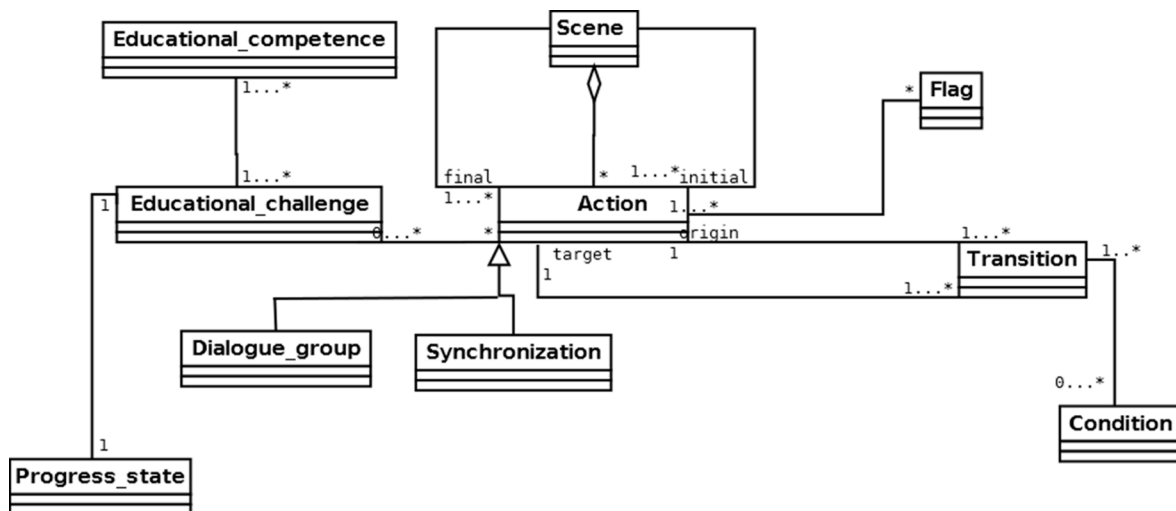 Scene
Educational_competence
1...*
Flag
*
final
*
1...*
initial
1...*
1...*
Educational_challenge
Action
1
1...*
0...*
*
origin
1...*
target
1
1
Transition
1..*
1...*
Dialogue_group
Synchronization
0...*
Condition
1
Progress_state